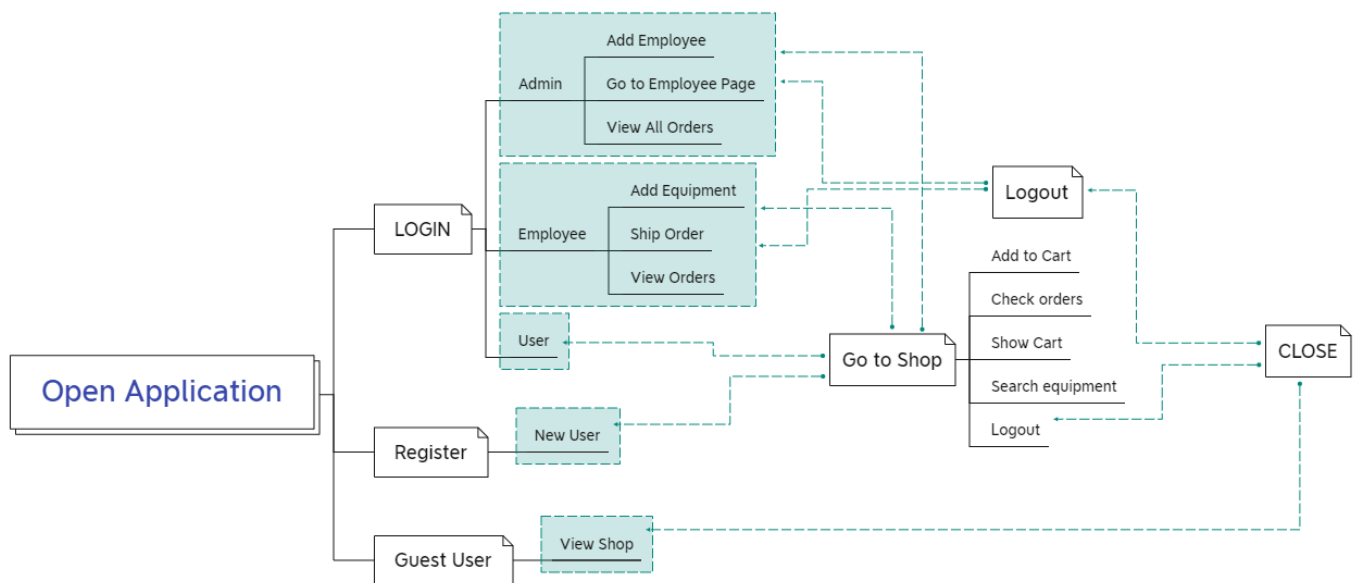 Open Application
LOGIN
Admin
Add Employee
Go to Employee Page
View All Orders
Employee
Add Equipment
Ship Order
View Orders
User
Register
New User
Guest User
View Shop
Go to Shop
Add to Cart
Check orders
Show Cart
Search equipment
Logout
Logout
CLOSE